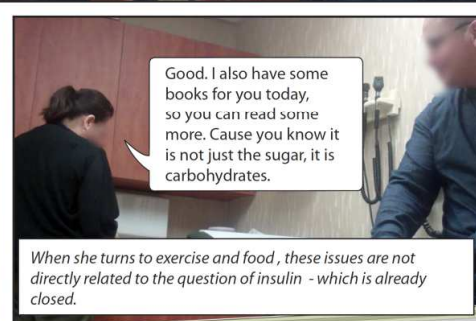 Good. I also have some
books for you today,
so you can read some
more. Cause you know it
is not just the sugar, it is
carbohydrates.
When she turns to exercise and food , these issues are not
directly related to the question of insulin  - which is already
closed.